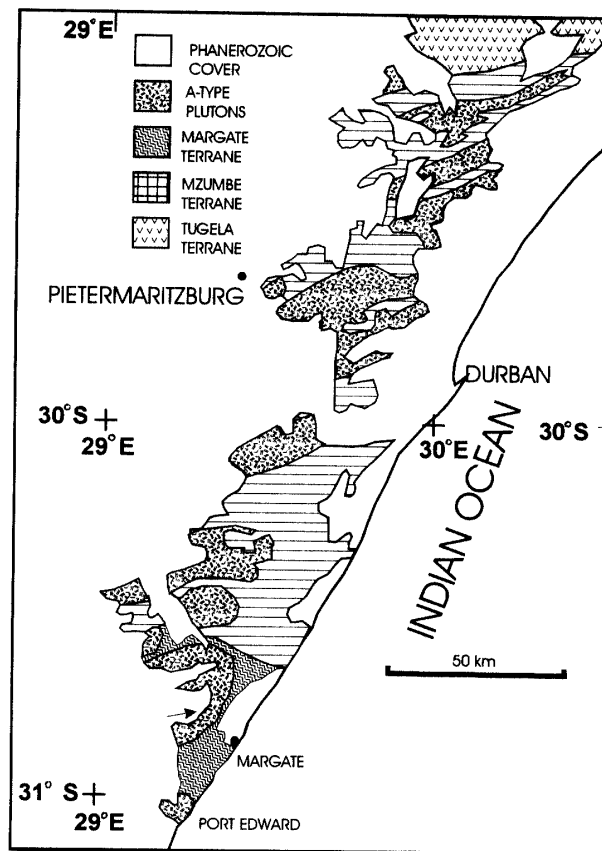 29°E
PHANEROZOIC
COVER
A-TYPE
PLUTONS
MARGATE
TERRANE
MZUMBE
TERRANE
TUGELA
TERRANE
PIETERMARITZBURG
DURBAN
30°S
29°E
30°E
30°S
INDIAN OCEAN
50 km
MARGATE
31° S
29°E
PORT EDWARD